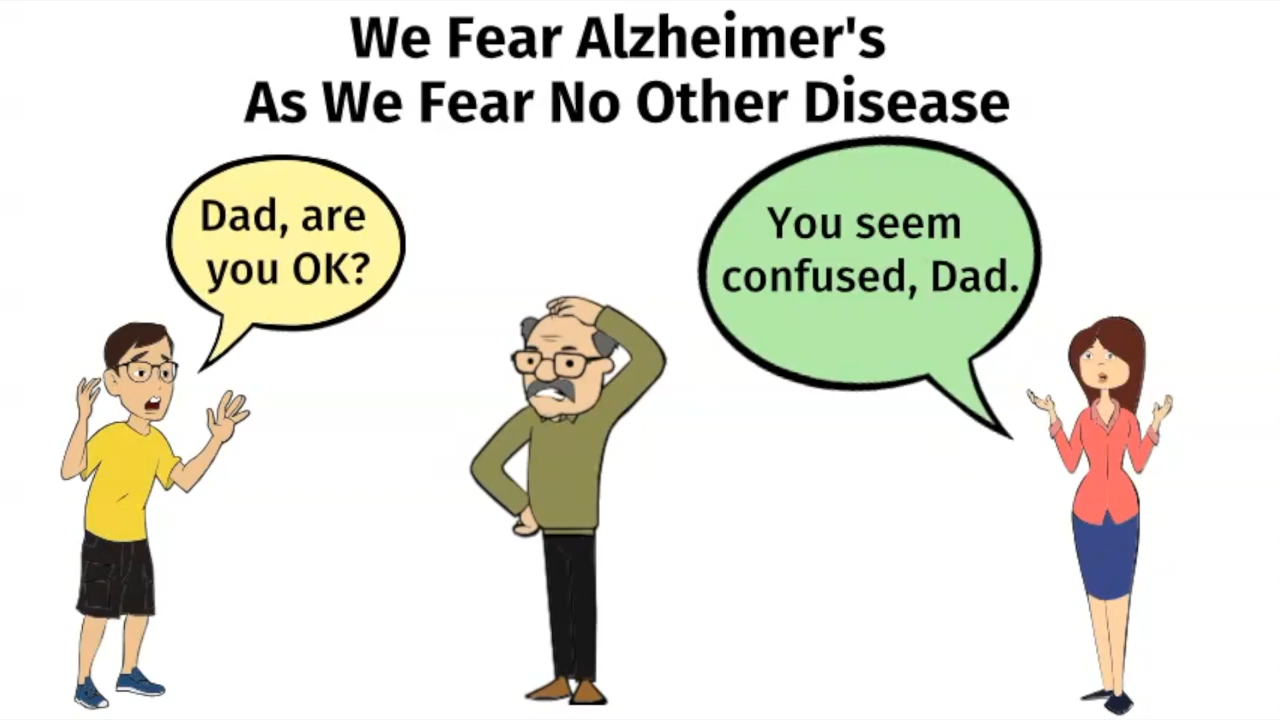 We Fear Alzheimer's
As We Fear No Other Disease
Dad, are
you OK?
You seem
confused, Dad.